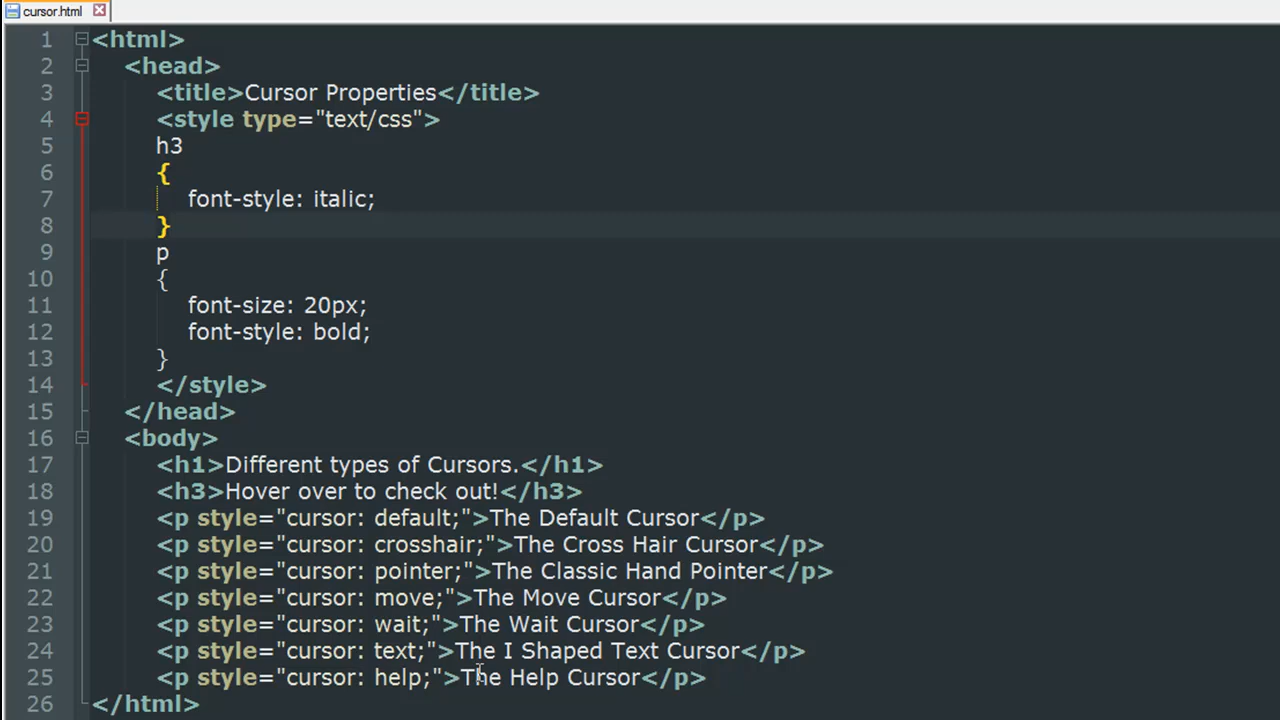 cursor.html
1 <html>
2 <head>
3 <title>Cursor Properties</title>
4 <style type="text/css">
5 h3
6 {
7 font-style: italic;
8 }
9 p
10 {
11 font-size: 20px;
12 font-style: bold;
13 }
14 </style>
15 </head>
16 <body>
17 <h1>Different types of Cursors.</h1>
18 <h3>Hover over to check out!</h3>
19 <p style="cursor: default;">The Default Cursor</p>
20 <p style="cursor: crosshair;">The Cross Hair Cursor</p>
21 <p style="cursor: pointer;">The Classic Hand Pointer</p>
22 <p style="cursor: move;">The Move Cursor</p>
23 <p style="cursor: wait;">The Wait Cursor</p>
24 <p style="cursor: text;">The I Shaped Text Cursor</p>
25 <p style="cursor: help;">The Help Cursor</p>
26 </html>